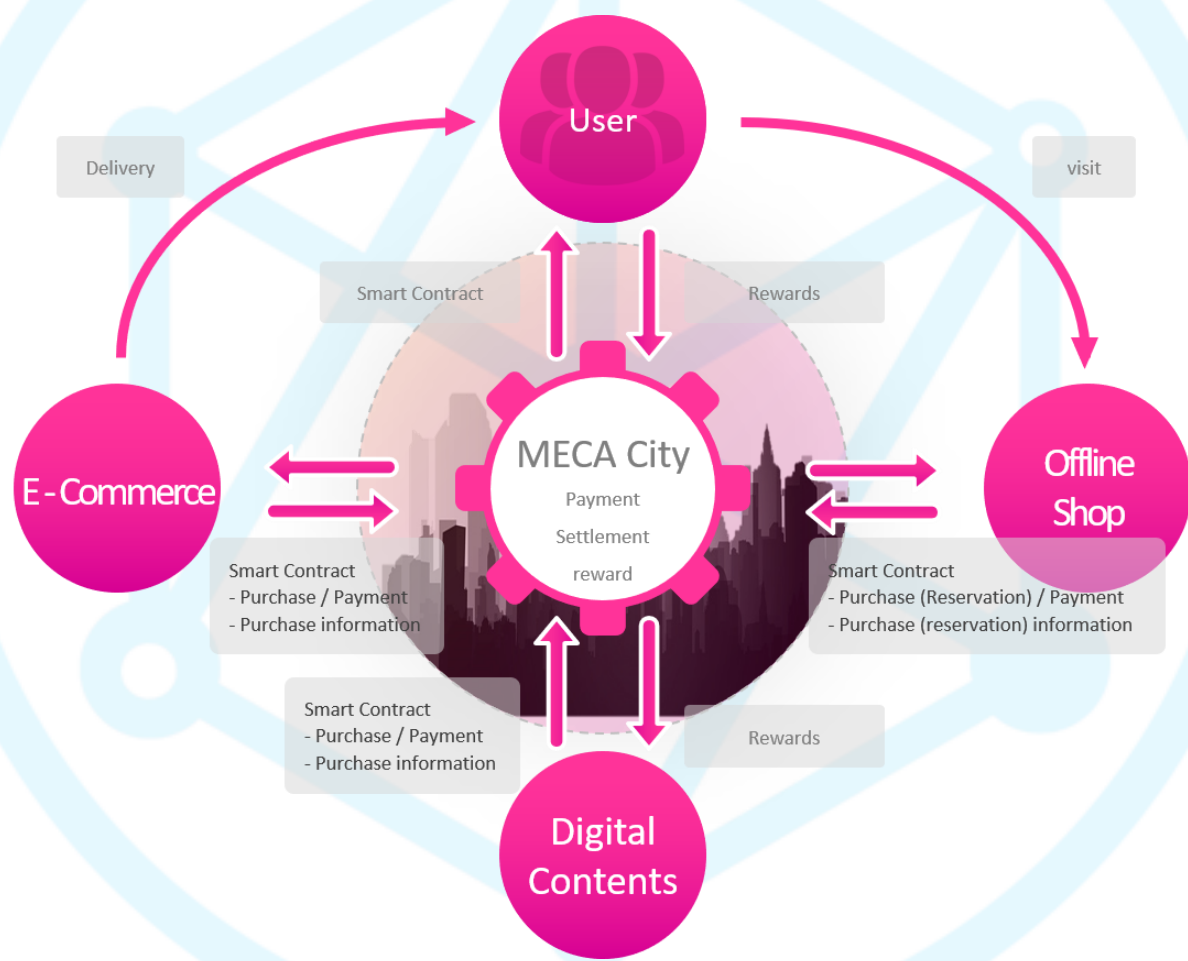 User
Delivery
visit
Smart Contract
Rewards
MECA City
Payment
Settlement
reward
E - Commerce
Offline
Shop
Smart Contract
- Purchase / Payment
- Purchase information
Smart Contract
- Purchase (Reservation) / Payment
- Purchase (reservation) information
Smart Contract
- Purchase / Payment
- Purchase information
Rewards
Digital
Contents